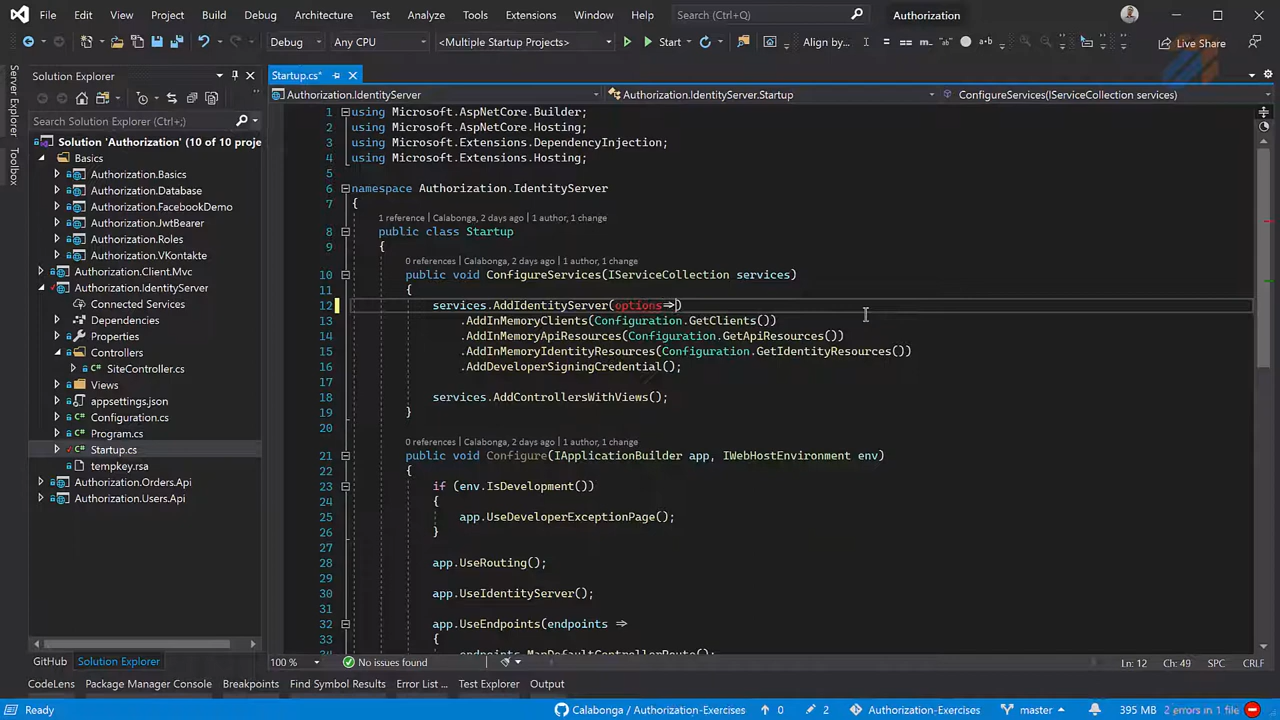 File Edit View Project Build Debug Architecture Test Analyze Tools Extensions Window Help Search (Ctrl+Q) Authorization
Debug Any CPU <Multiple Startup Projects> Start Align by... Live Share
Server Explorer
Toolbox
Solution Explorer
Search Solution Explorer (Ctrl+;)
Solution 'Authorization' (10 of 10 proje
Basics
Authorization.Basics
Authorization.Database
Authorization.FacebookDemo
Authorization.JwtBearer
Authorization.Roles
Authorization.VKontakte
Authorization.Client.Mvc
Authorization.IdentityServer
Connected Services
Dependencies
Properties
Controllers
SiteController.cs
Views
appsettings.json
Configuration.cs
Program.cs
Startup.cs
tempkey.rsa
Authorization.Orders.Api
Authorization.Users.Api
GitHub Solution Explorer
Startup.cs*
Authorization.IdentityServer Authorization.IdentityServer.Startup ConfigureServices(IServiceCollection services)
1 using Microsoft.AspNetCore.Builder;
2 using Microsoft.AspNetCore.Hosting;
3 using Microsoft.Extensions.DependencyInjection;
4 using Microsoft.Extensions.Hosting;
5
6 namespace Authorization.IdentityServer
7 {
1 reference | Calabonga, 2 days ago | 1 author, 1 change
8 public class Startup
9 {
0 references | Calabonga, 2 days ago | 1 author, 1 change
10 public void ConfigureServices(IServiceCollection services)
11 {
12 services.AddIdentityServer(options=>)
13 .AddInMemoryClients(Configuration.GetClients())
14 .AddInMemoryApiResources(Configuration.GetApiResources())
15 .AddInMemoryIdentityResources(Configuration.GetIdentityResources())
16 .AddDeveloperSigningCredential();
17
18 services.AddControllersWithViews();
19 }
20
0 references | Calabonga, 2 days ago | 1 author, 1 change
21 public void Configure(IApplicationBuilder app, IWebHostEnvironment env)
22 {
23 if (env.IsDevelopment())
24 {
25 app.UseDeveloperExceptionPage();
26 }
27
28 app.UseRouting();
29
30 app.UseIdentityServer();
31
32 app.UseEndpoints(endpoints =>
33 {
endpoints.MapDefaultControllerRoute();
100 % No issues found Ln: 12 Ch: 49 SPC CRLF
CodeLens Package Manager Console Breakpoints Find Symbol Results Error List ... Test Explorer Output
Ready Calabonga / Authorization-Exercises 0 2 Authorization-Exercises master 395 MB 2 errors in 1 file